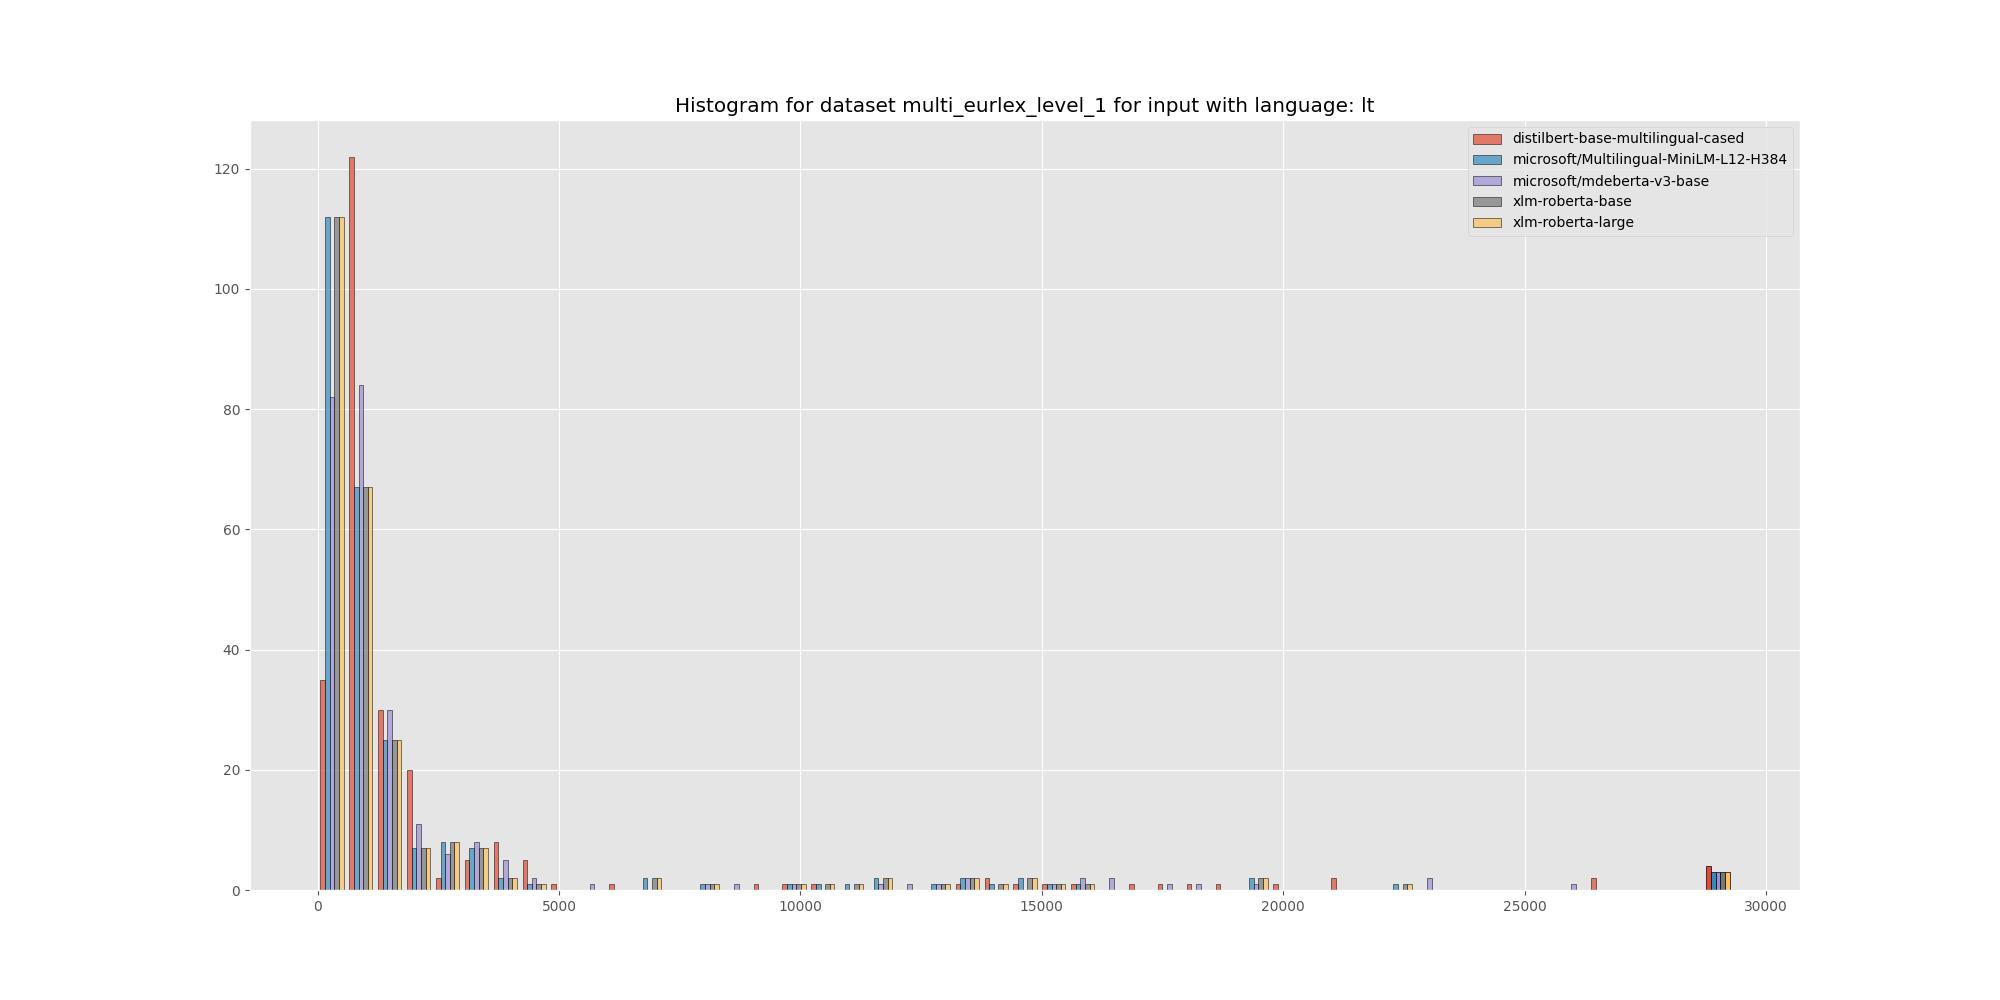 Histogram for dataset multi_eurlex_level_1 for input with language: lt
distilbert-base-multilingual-cased
microsoft/Multilingual-MiniLM-L12-H384
microsoft/mdeberta-v3-base
xlm-roberta-base
xlm-roberta-large
120
100
80
60
40
20
0
0 5000 10000 15000 20000 25000 30000